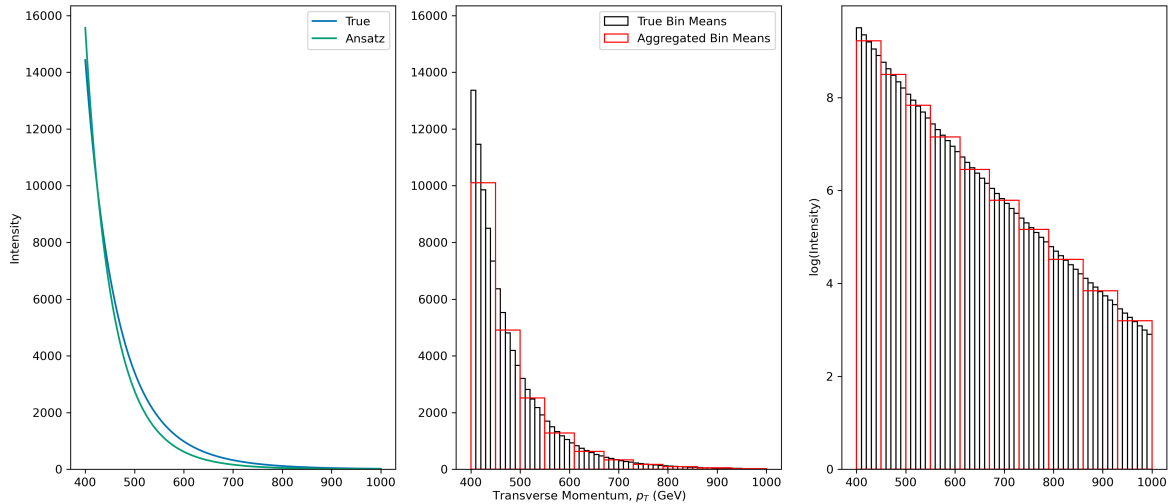 16000
14000
12000
10000
8000
6000
4000
2000
0
Intensity
400 500 600 700 800 900 1000
True
Ansatz
16000
14000
12000
10000
8000
6000
4000
2000
0
400 500 600 700 800 900 1000
Transverse Momentum, p_T (GeV)
True Bin Means
Aggregated Bin Means
8
6
4
2
0
log(Intensity)
400 500 600 700 800 900 1000